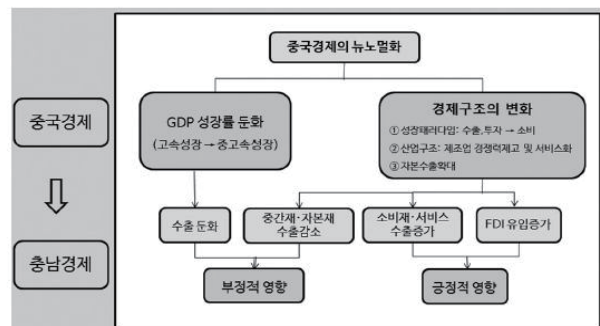 중국경제의 뉴노멀화
중국경제
GDP 성장률 둔화
(고속성장 → 중고속성장)
경제구조의 변화
①성장패러다임: 수출,투자 → 소비
②산업구조: 제조업 경쟁력제고 및 서비스화
③자본수출확대
충남경제
수출 둔화
중간재·자본재
수출감소
소비재·서비스
수출증가
FDI 유입증가
부정적 영향
긍정적 영향